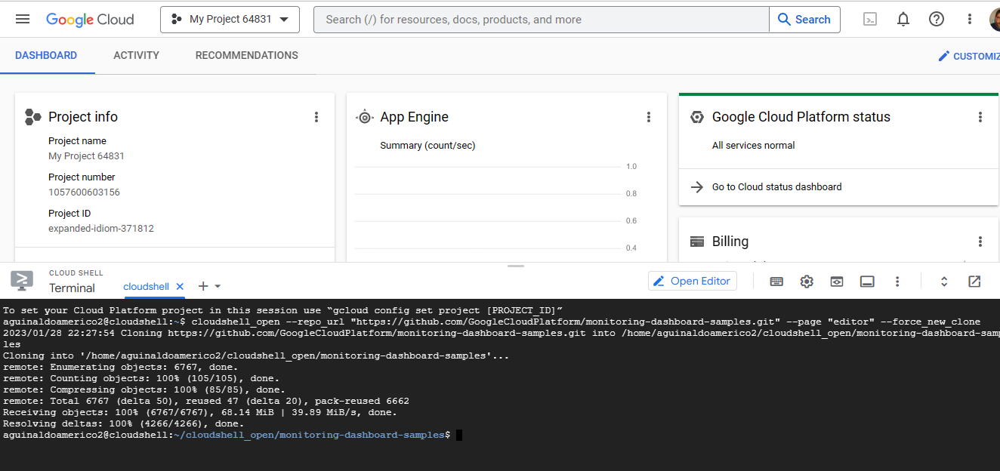 Google Cloud
My Project 64831
Search (/) for resources, docs, products, and more
Search
DASHBOARD
ACTIVITY
RECOMMENDATIONS
CUSTOMIZ
Project info
Project name
My Project 64831
Project number
1057600603156
Project ID
expanded-idiom-371812
App Engine
Summary (count/sec)
1.0
0.8
0.6
0.4
Google Cloud Platform status
All services normal
Go to Cloud status dashboard
Billing
CLOUD SHELL
Terminal
cloudshell
Open Editor
To set your Cloud Platform project in this session use “gcloud config set project [PROJECT_ID]”
aguinaldoamerico2@cloudshell:~$ cloudshell_open --repo_url "https://github.com/GoogleCloudPlatform/monitoring-dashboard-samples.git" --page "editor" --force_new_clone
2023/01/28 22:27:54 Cloning https://github.com/GoogleCloudPlatform/monitoring-dashboard-samples.git into /home/aguinaldoamerico2/cloudshell_open/monitoring-dashboard-samp
les
Cloning into '/home/aguinaldoamerico2/cloudshell_open/monitoring-dashboard-samples'...
remote: Enumerating objects: 6767, done.
remote: Counting objects: 100% (105/105), done.
remote: Compressing objects: 100% (85/85), done.
remote: Total 6767 (delta 50), reused 47 (delta 20), pack-reused 6662
Receiving objects: 100% (6767/6767), 68.14 MiB | 39.89 MiB/s, done.
Resolving deltas: 100% (4266/4266), done.
aguinaldoamerico2@cloudshell:~/cloudshell_open/monitoring-dashboard-samples$